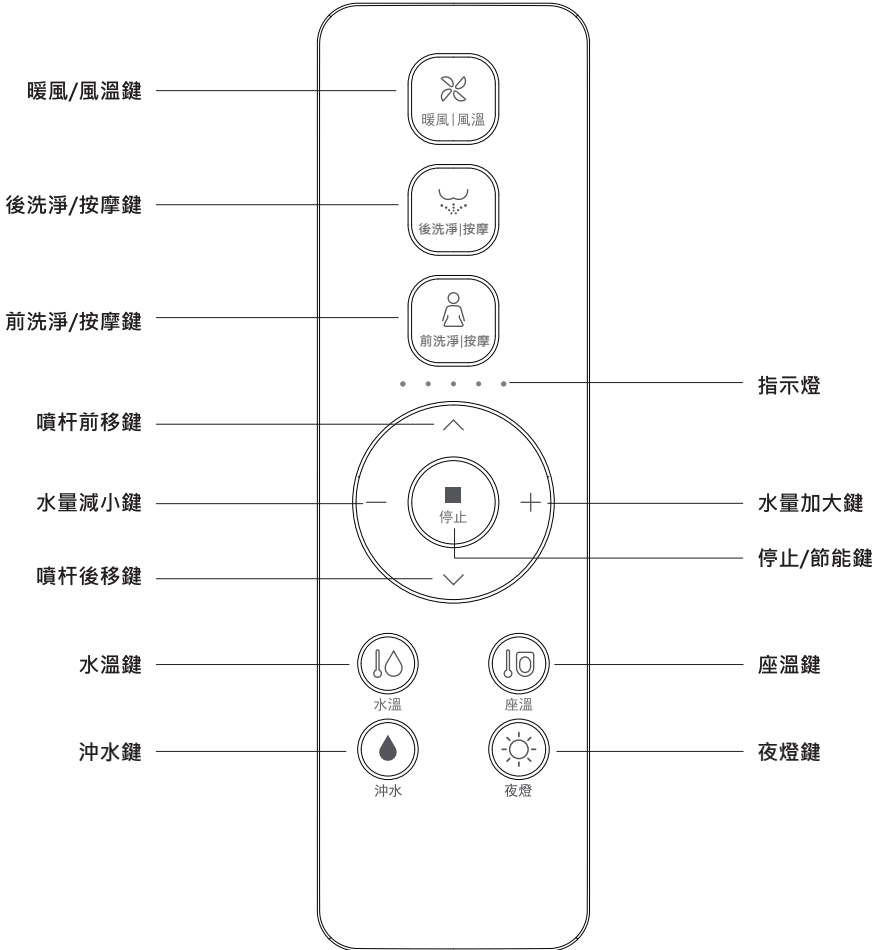 暖風/風溫鍵
暖風|風溫
後洗淨/按摩鍵
後洗凈|按摩
前洗淨/按摩鍵
前洗凈|按摩
指示燈
噴杆前移鍵
水量減小鍵
停止
水量加大鍵
停止/節能鍵
噴杆後移鍵
水溫鍵
水溫
座溫
座溫鍵
沖水鍵
沖水
夜燈
夜燈鍵